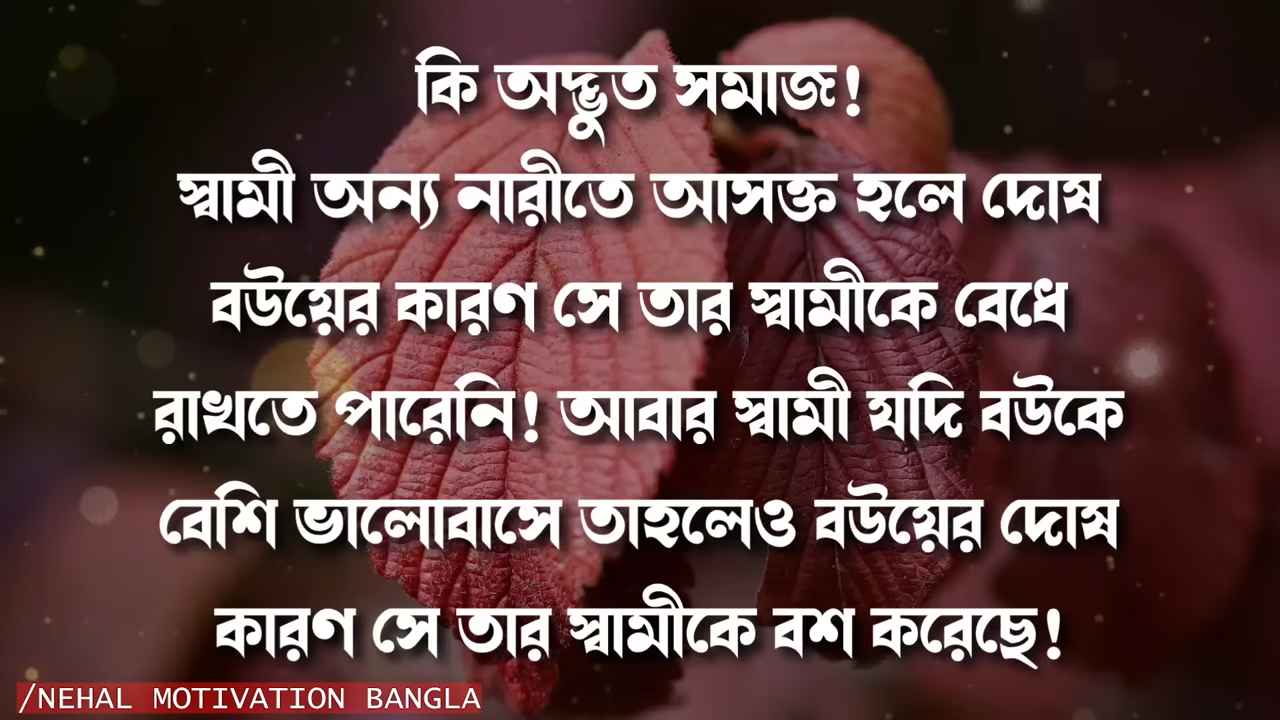 কি অদ্ভুত সমাজ!
স্বামী অন্য নারীতে আসক্ত হলে দোষ
বউয়ের কারণ সে তার স্বামীকে বেধে
রাখতে পারেনি! আবার স্বামী যদি বউকে
বেশি ভালোবাসে তাহলেও বউয়ের দোষ
কারণ সে তার স্বামীকে বশ করেছে!
/NEHAL MOTIVATION BANGLA